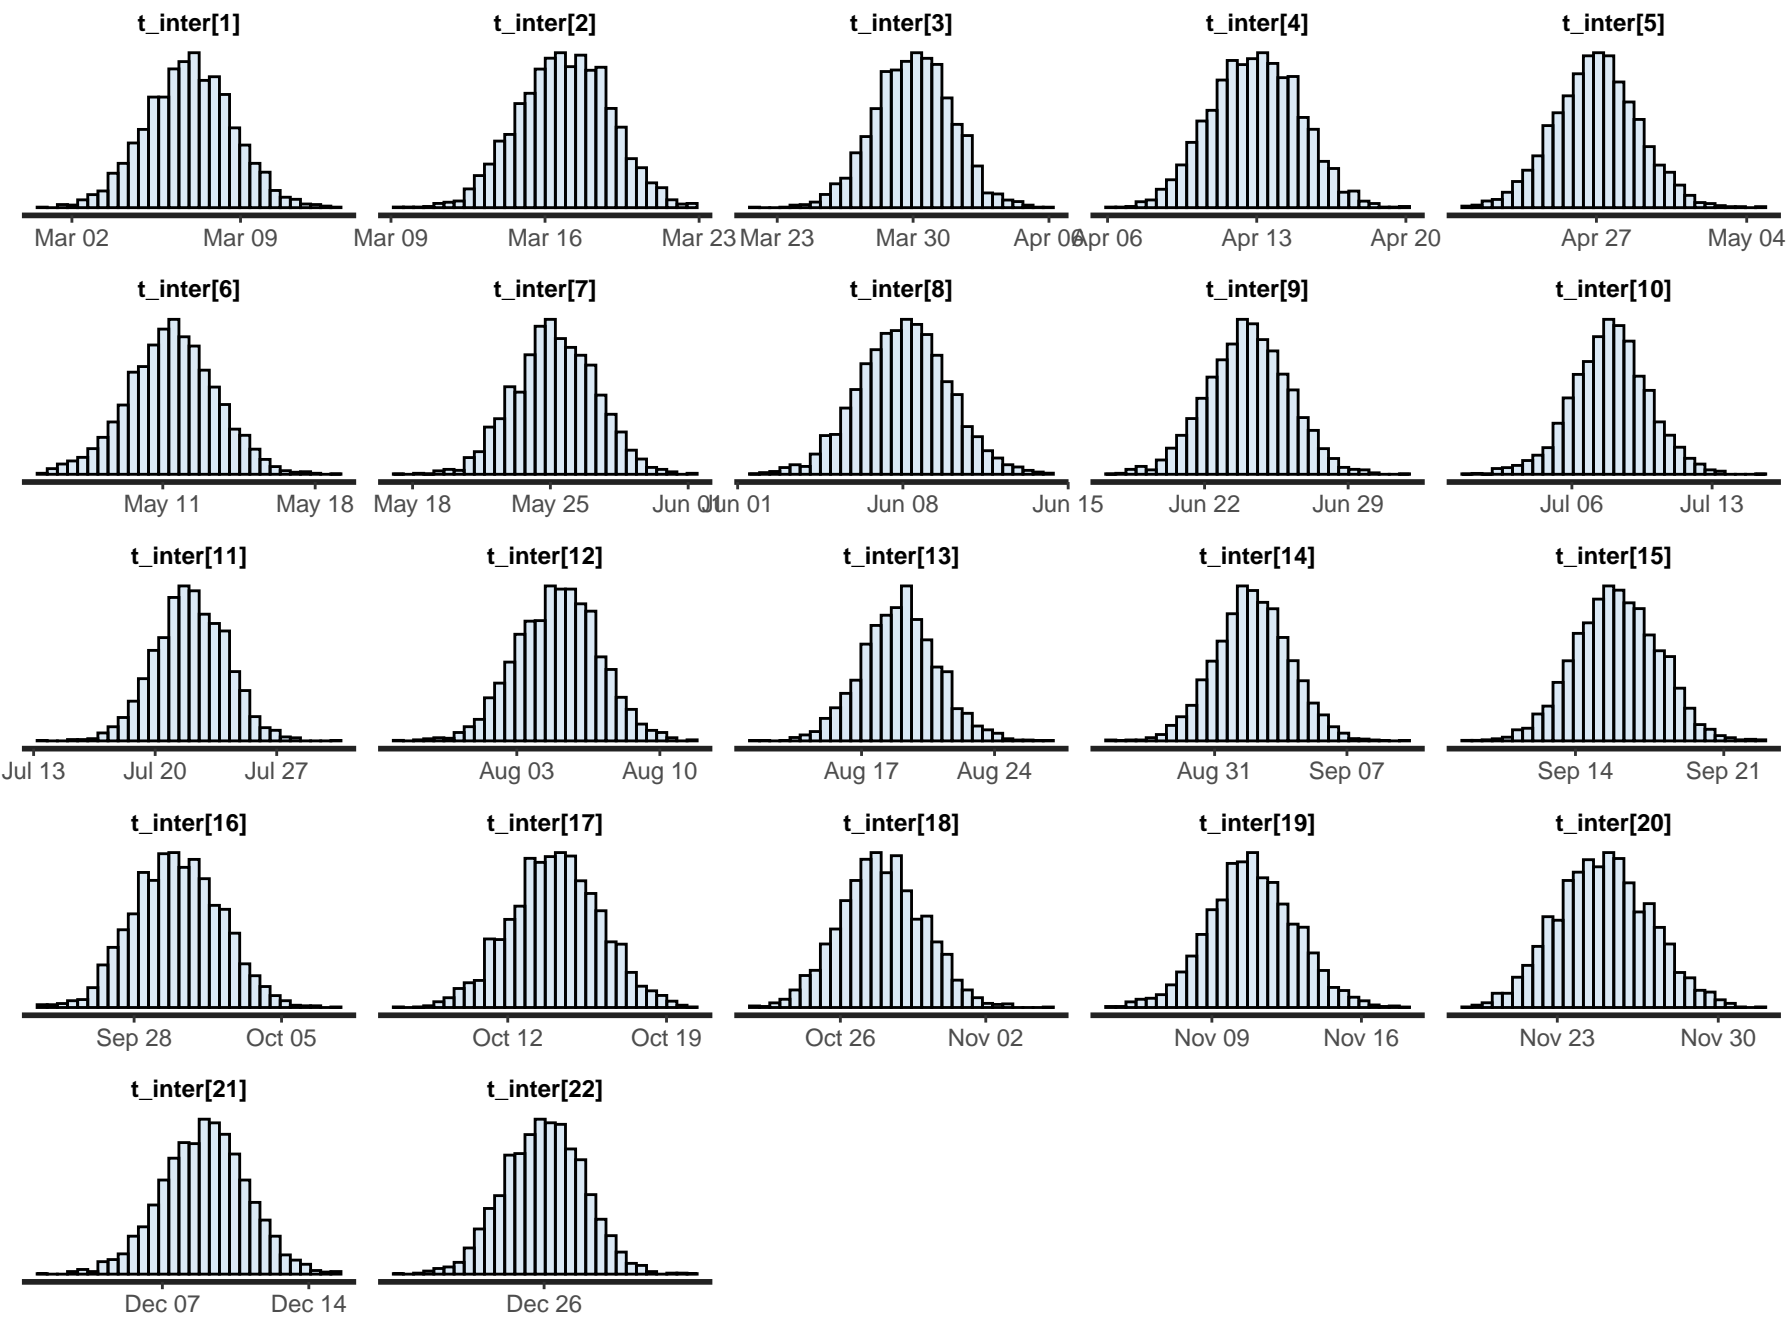 t_inter[1] t_inter[2] t_inter[3] t_inter[4] t_inter[5]
Mar 02 Mar 09 Mar 09 Mar 16 Mar 23 Mar 23 Mar 30 Apr 06 Apr 06 Apr 13 Apr 20 Apr 27 May 04
t_inter[6] t_inter[7] t_inter[8] t_inter[9] t_inter[10]
May 11 May 18 May 18 May 25 Jun 01 Jun 01 Jun 08 Jun 15 Jun 22 Jun 29 Jul 06 Jul 13
t_inter[11] t_inter[12] t_inter[13] t_inter[14] t_inter[15]
Jul 13 Jul 20 Jul 27 Aug 03 Aug 10 Aug 17 Aug 24 Aug 31 Sep 07 Sep 14 Sep 21
t_inter[16] t_inter[17] t_inter[18] t_inter[19] t_inter[20]
Sep 28 Oct 05 Oct 12 Oct 19 Oct 26 Nov 02 Nov 09 Nov 16 Nov 23 Nov 30
t_inter[21] t_inter[22]
Dec 07 Dec 14 Dec 26